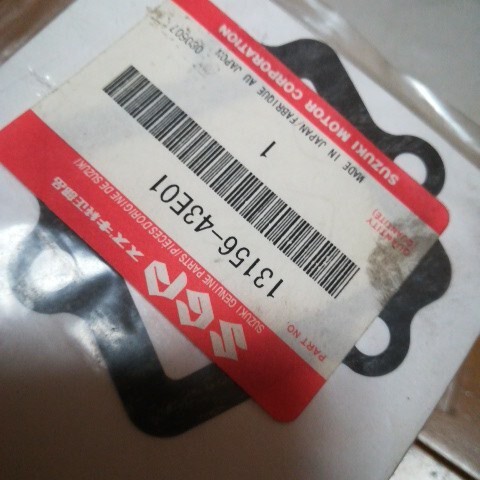 SUZUKI MOTOR CORPORATION
MADE IN JAPAN/FABRIQUE AU JAPON
1
13156-43E01
PART NO.
SUZUKI GENUINE PARTS/PIECES D'ORIGINE DE SUZUKI
スズキ純正部品
SGP